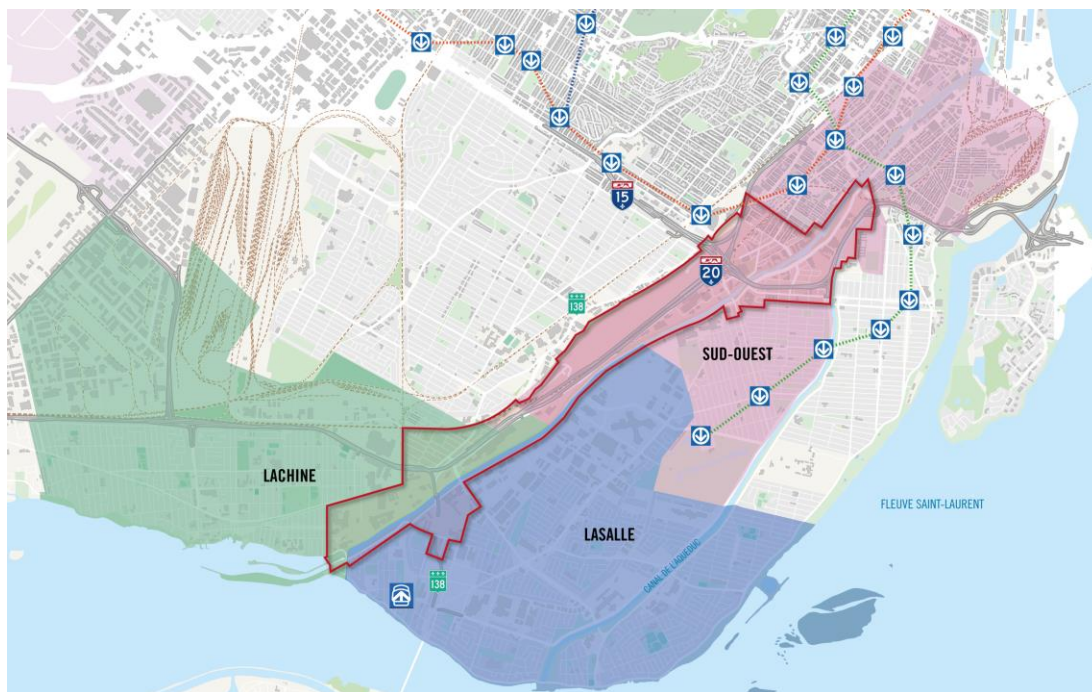 15
20
138
SUD-OUEST
LACHINE
FLEUVE SAINT-LAURENT
LASALLE
CANAL DE L'AQUEDUC
138